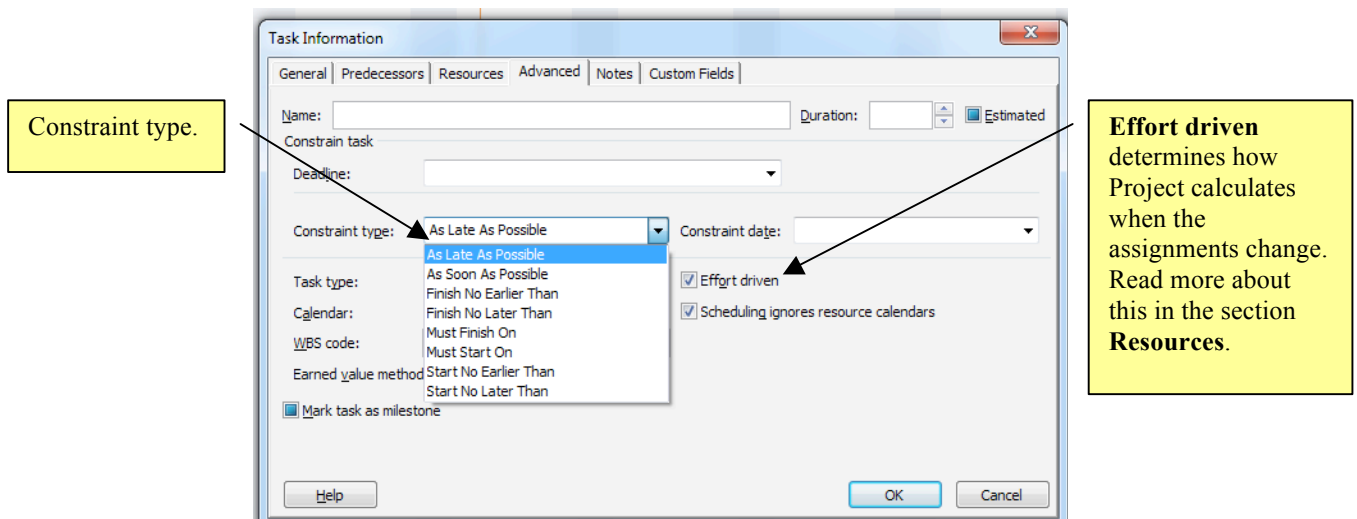 Task Information
General Predecessors Resources Advanced Notes Custom Fields
Name: Duration: Estimated
Constrain task
Deadline:
Constraint type: As Late As Possible Constraint date:
As Late As Possible
As Soon As Possible
Finish No Earlier Than
Finish No Later Than
Must Finish On
Must Start On
Start No Earlier Than
Start No Later Than
Task type: Effort driven
Calendar: Scheduling ignores resource calendars
WBS code:
Earned value method
Mark task as milestone
Help OK Cancel
Constraint type.
Effort driven
determines how
Project calculates
when the
assignments change.
Read more about
this in the section
Resources.